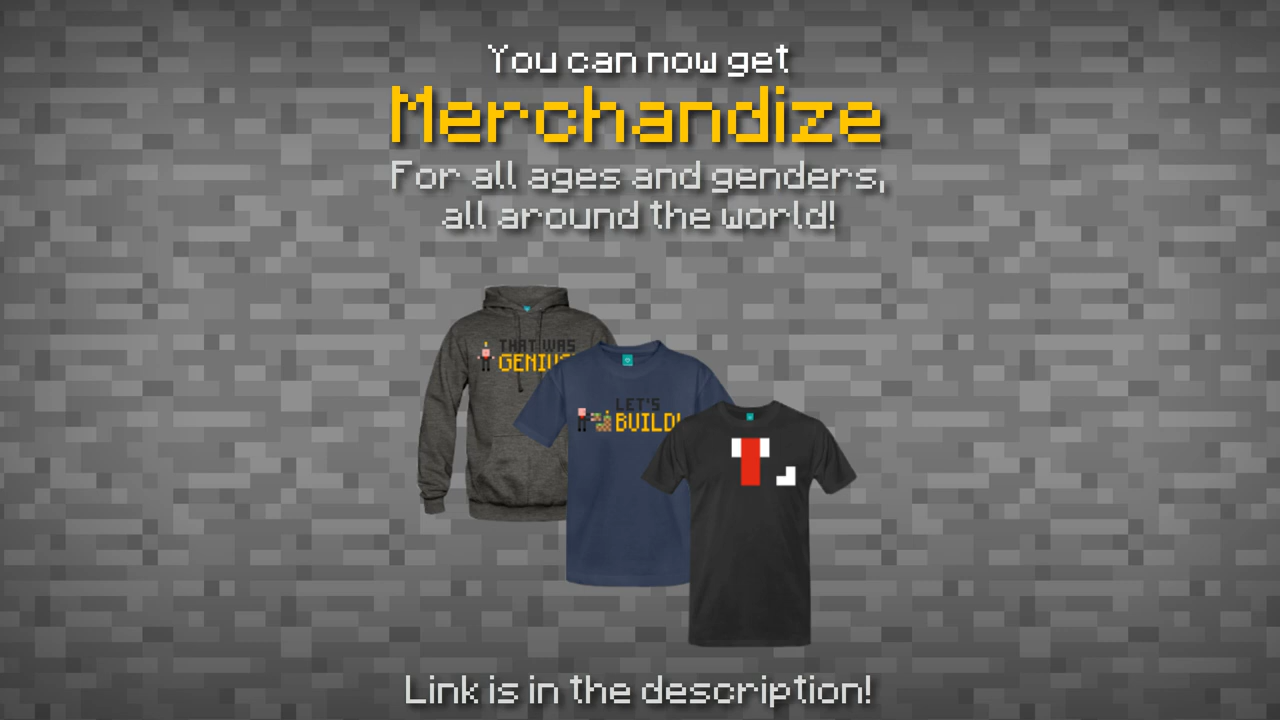 You can now get
Merchandize
For all ages and genders,
all around the world!
THAT WAS
LET'S
BUILD!
Link is in the description!